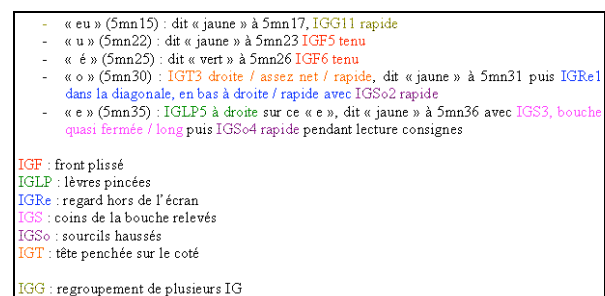 - « eu » (5mn15) : dit « jaune » à 5mn17, IGG11 rapide
- « u » (5mn22) : dit « jaune » à 5mn23 IGF5 tenu
- « é » (5mn25) : dit « vert » à 5mn26 IGF6 tenu
- « o » (5mn30) : IGT3 droite / assez net / rapide, dit « jaune » à 5mn31 puis IGRe1
dans la diagonale, en bas à droite / rapide avec IGSo2 rapide
- « e » (5mn35) : IGLP5 à droite sur ce « e », dit « jaune » à 5mn36 avec IGS3, bouche
quasi fermée / long puis IGSo4 rapide pendant lecture consignes
IGF : front plissé
IGLP : lèvres pincées
IGRe : regard hors de l'écran
IGS : coins de la bouche relevés
IGSo : sourcils haussés
IGT : tête penchée sur le coté
IGG : regroupement de plusieurs IG